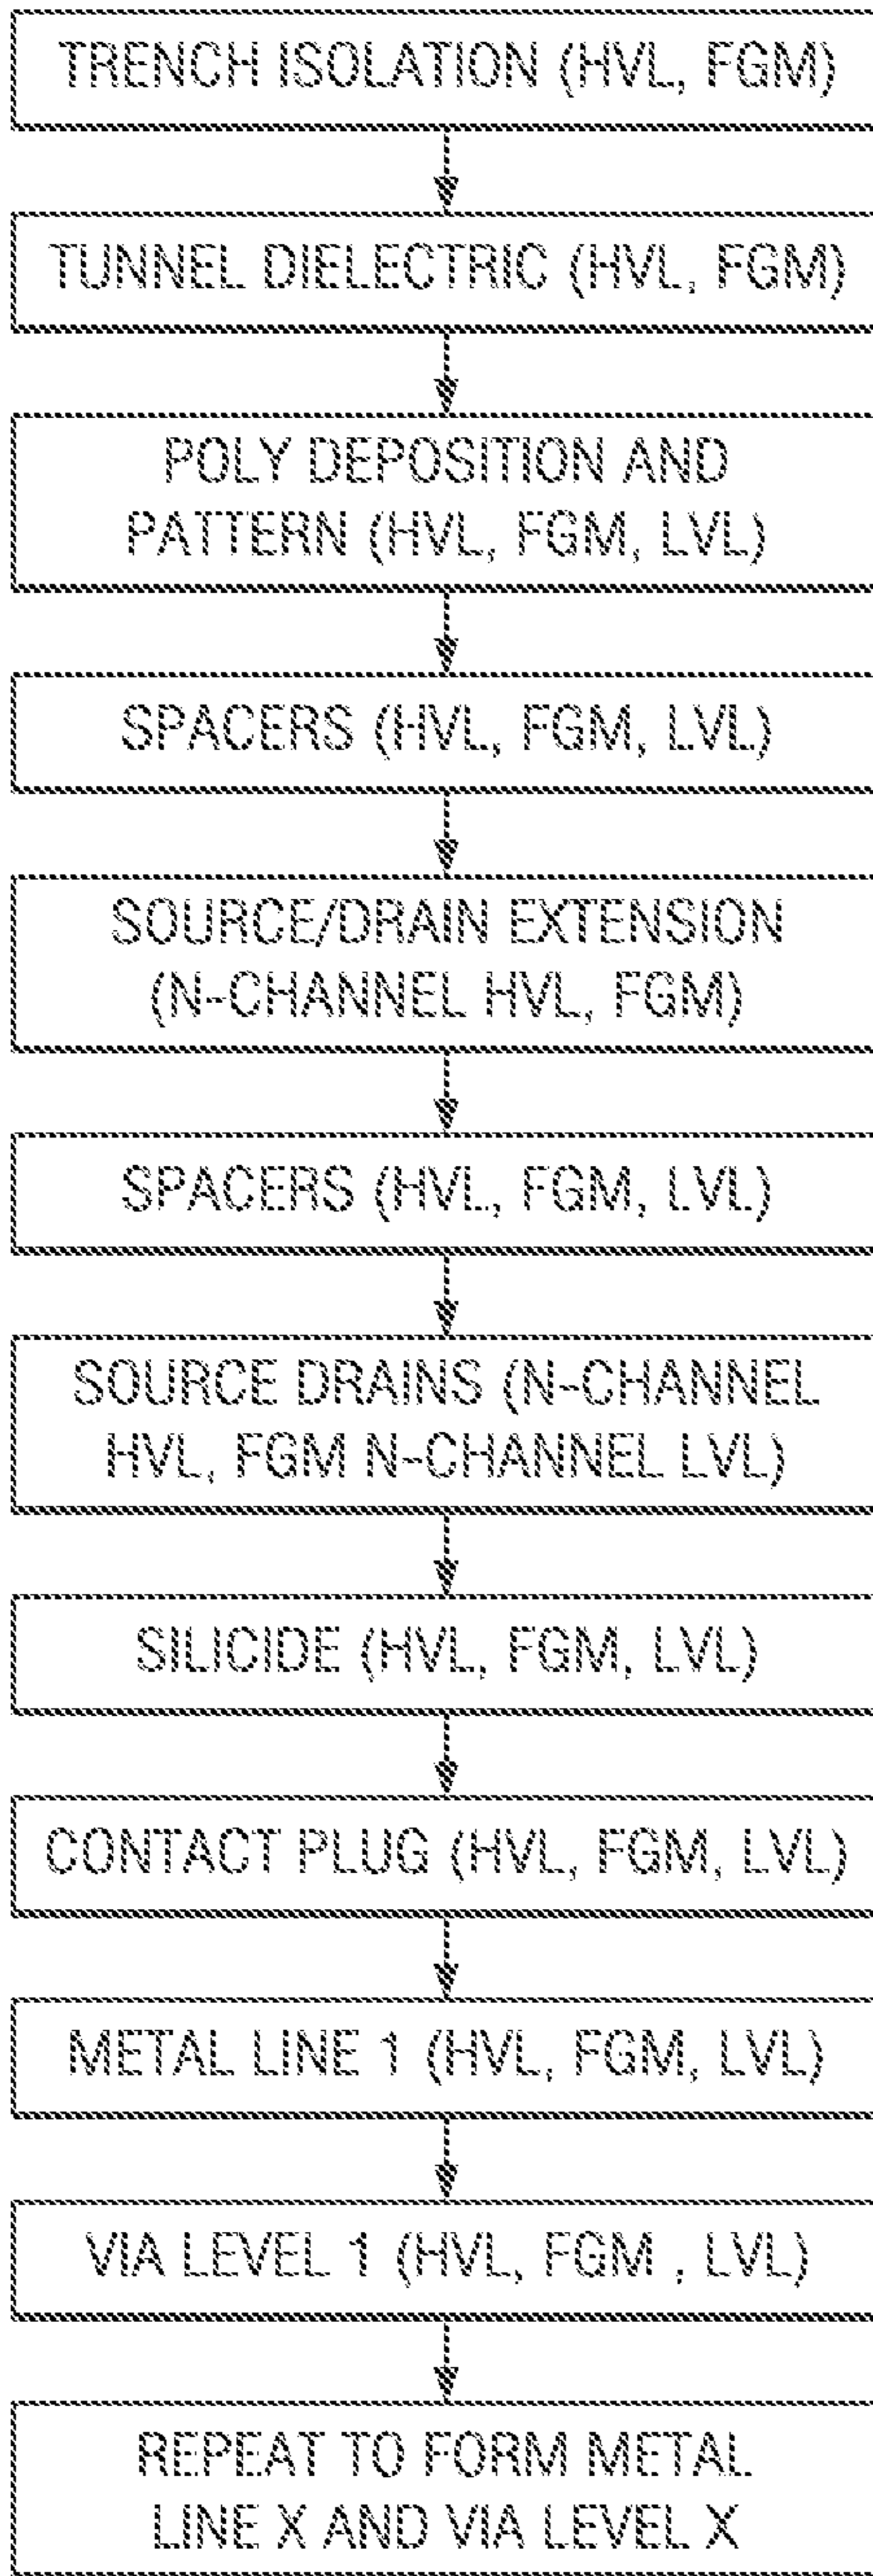 TRENCH ISOLATION (HVL, FGM)
TUNNEL DIELECTRIC (HVL, FGM)
POLY DEPOSITION AND
PATTERN (HVL, FGM, LVL)
SPACERS (HVL, FGM, LVL)
SOURCE/DRAIN EXTENSION
(N-CHANNEL HVL, FGM)
SPACERS (HVL, FGM, LVL)
SOURCE DRAINS (N-CHANNEL
HVL, FGM N-CHANNEL LVL)
SILICIDE (HVL, FGM, LVL)
CONTACT PLUG (HVL, FGM, LVL)
METAL LINE 1 (HVL, FGM, LVL)
VIA LEVEL 1 (HVL, FGM , LVL)
REPEAT TO FORM METAL
LINE X AND VIA LEVEL X